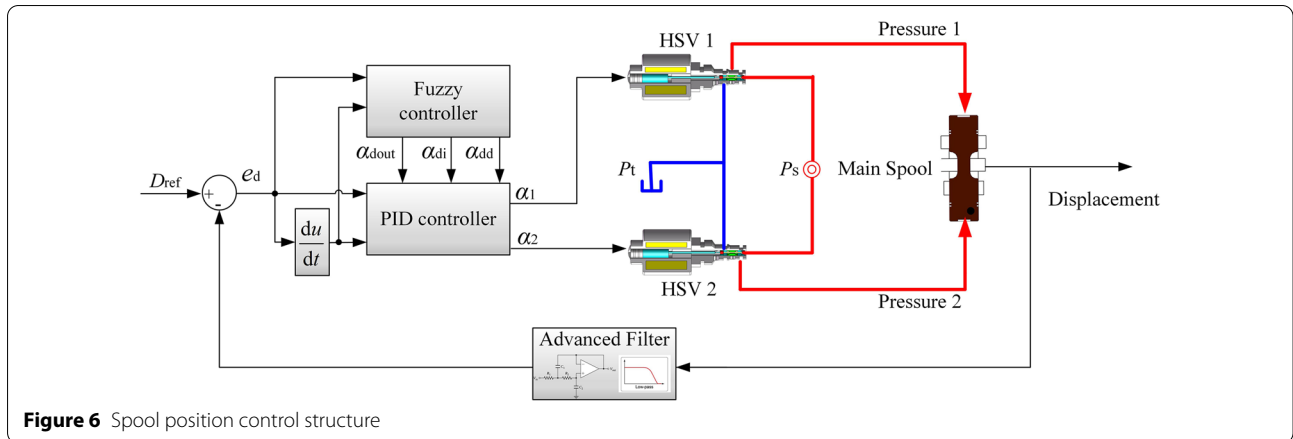 HSV 1
Pressure 1
Fuzzy
controller
αdout
αdi
αdd
Dref
+
-
ed
PID controller
α1
α2
du
dt
Pt
Ps
Main Spool
Displacement
HSV 2
Pressure 2
Advanced Filter
Low-pass
Figure 6 Spool position control structure